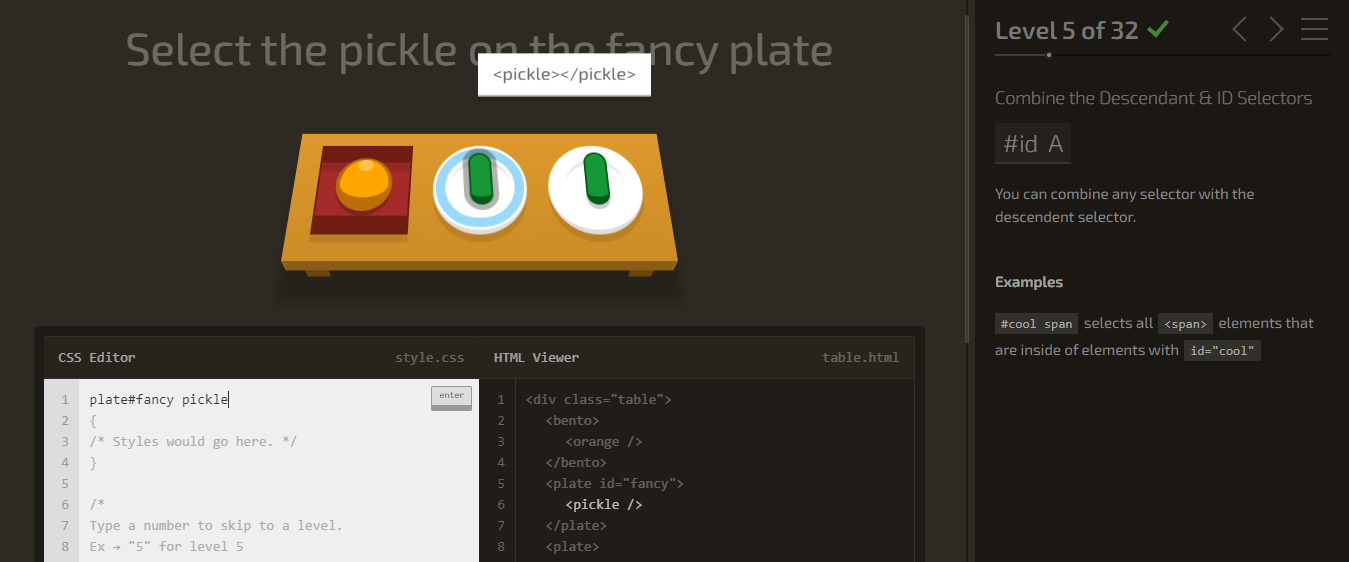 Select the pickle on the fancy plate
<pickle></pickle>
CSS Editor style.css
1 plate#fancy pickle enter
2 {
3 /* Styles would go here. */
4 }
5
6 /*
7 Type a number to skip to a level.
8 Ex → "5" for level 5
HTML Viewer table.html
1 <div class="table">
2 <bento>
3 <orange />
4 </bento>
5 <plate id="fancy">
6 <pickle />
7 </plate>
8 <plate>
Level 5 of 32
Combine the Descendant & ID Selectors
#id A
You can combine any selector with the
descendent selector.
Examples
#cool span selects all <span> elements that
are inside of elements with id="cool"